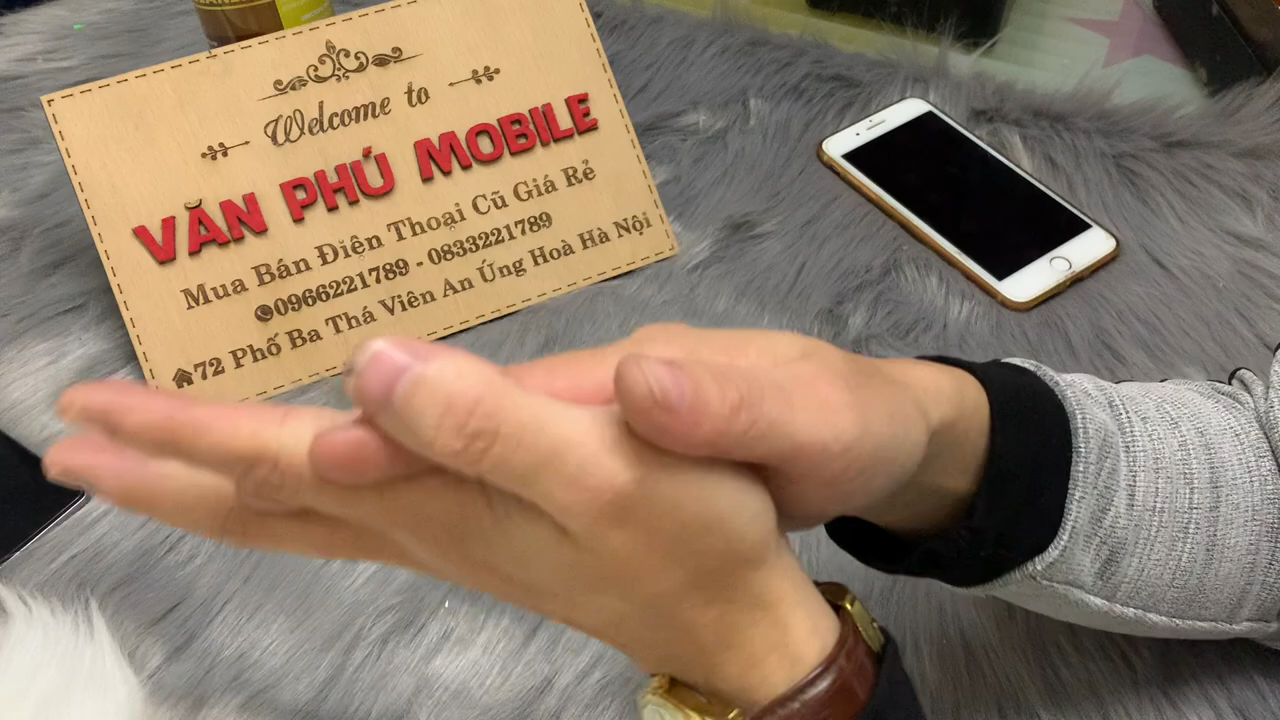 Welcome to
VĂN PHÚ MOBILE
Mua Bán Điện Thoại Cũ Giá Rẻ
0966221789 - 0833221789
72 Phố Ba Thá Viên An Ứng Hoà Hà Nội